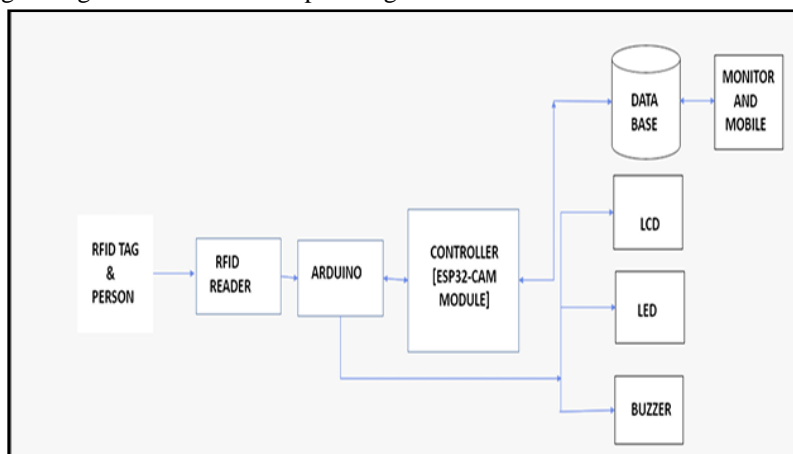 RFID TAG
&
PERSON
RFID
READER
ARDUINO
CONTROLLER
[ESP32-CAM
MODULE]
DATA
BASE
MONITOR
AND
MOBILE
LCD
LED
BUZZER